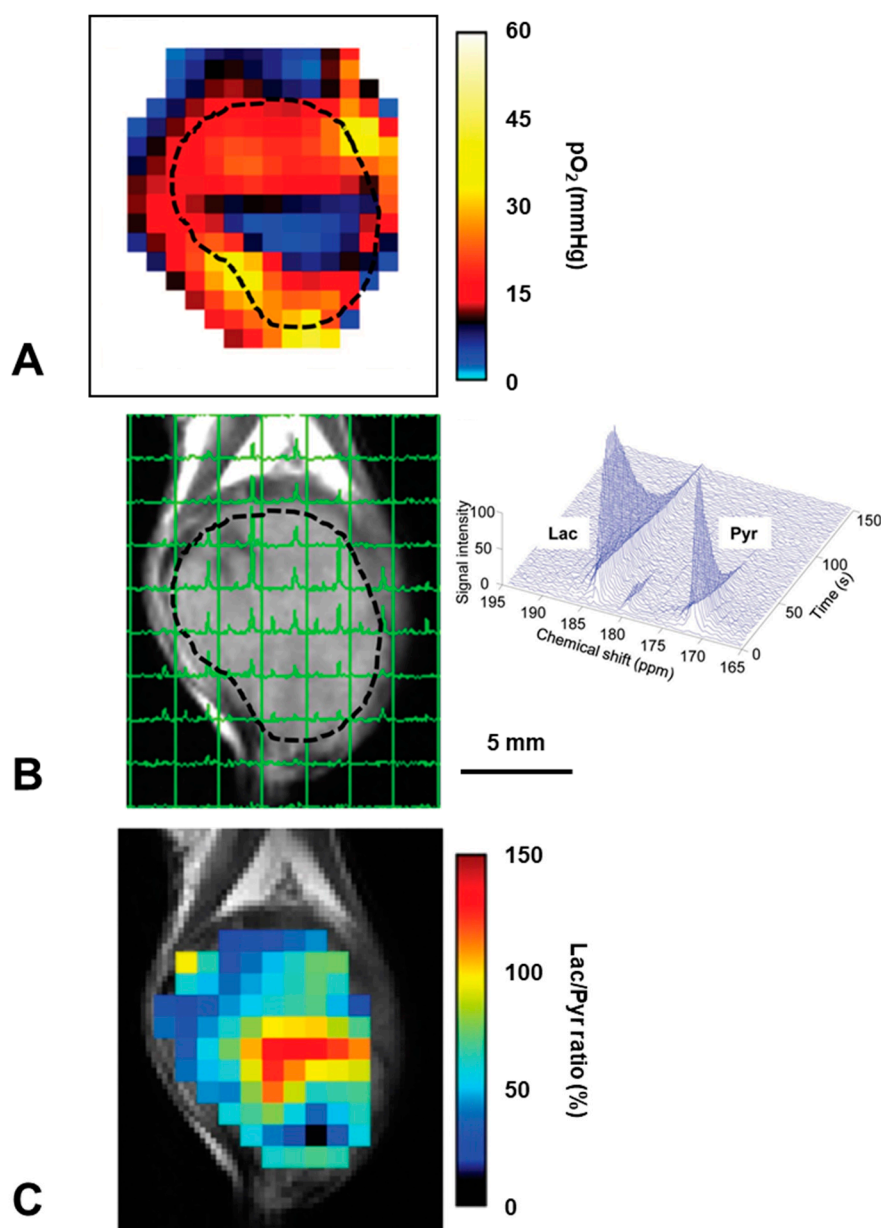 60
45
30
15
0
pO2 (mmHg)
A
100
50
0
Signal intensity
Lac
Pyr
195
190
185
180
175
170
165
Chemical shift (ppm)
0
50
100
150
Time (s)
5 mm
B
150
100
50
0
Lac/Pyr ratio (%)
C